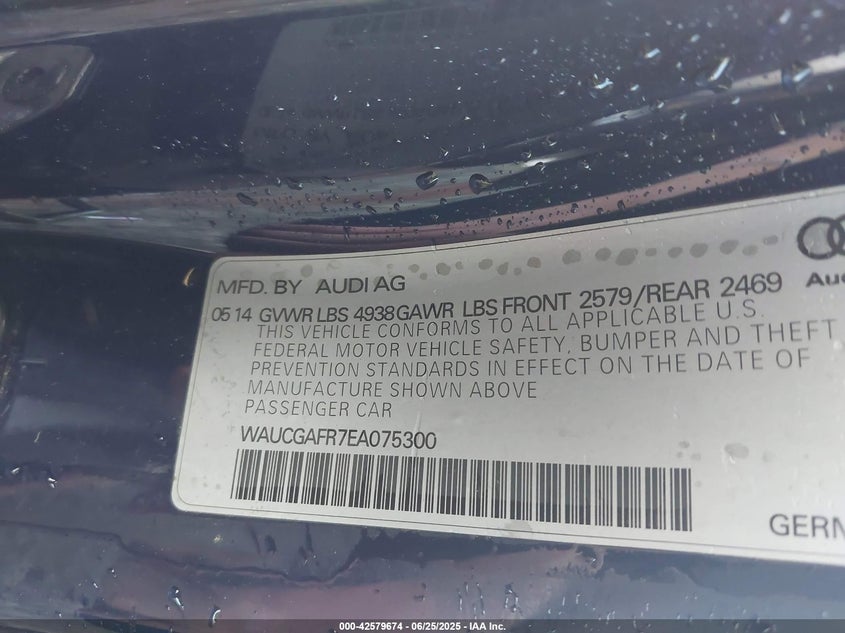 MFD. BY AUDI AG
0514 GVWR LBS 4938 GAWR LBS FRONT 2579/REAR 2469
THIS VEHICLE CONFORMS TO ALL APPLICABLE U.S.
FEDERAL MOTOR VEHICLE SAFETY, BUMPER AND THEFT
PREVENTION STANDARDS IN EFFECT ON THE DATE OF
MANUFACTURE SHOWN ABOVE
PASSENGER CAR
WAUCGAFR7EA075300
000-42579674 - 06/25/2025 - IAA Inc.